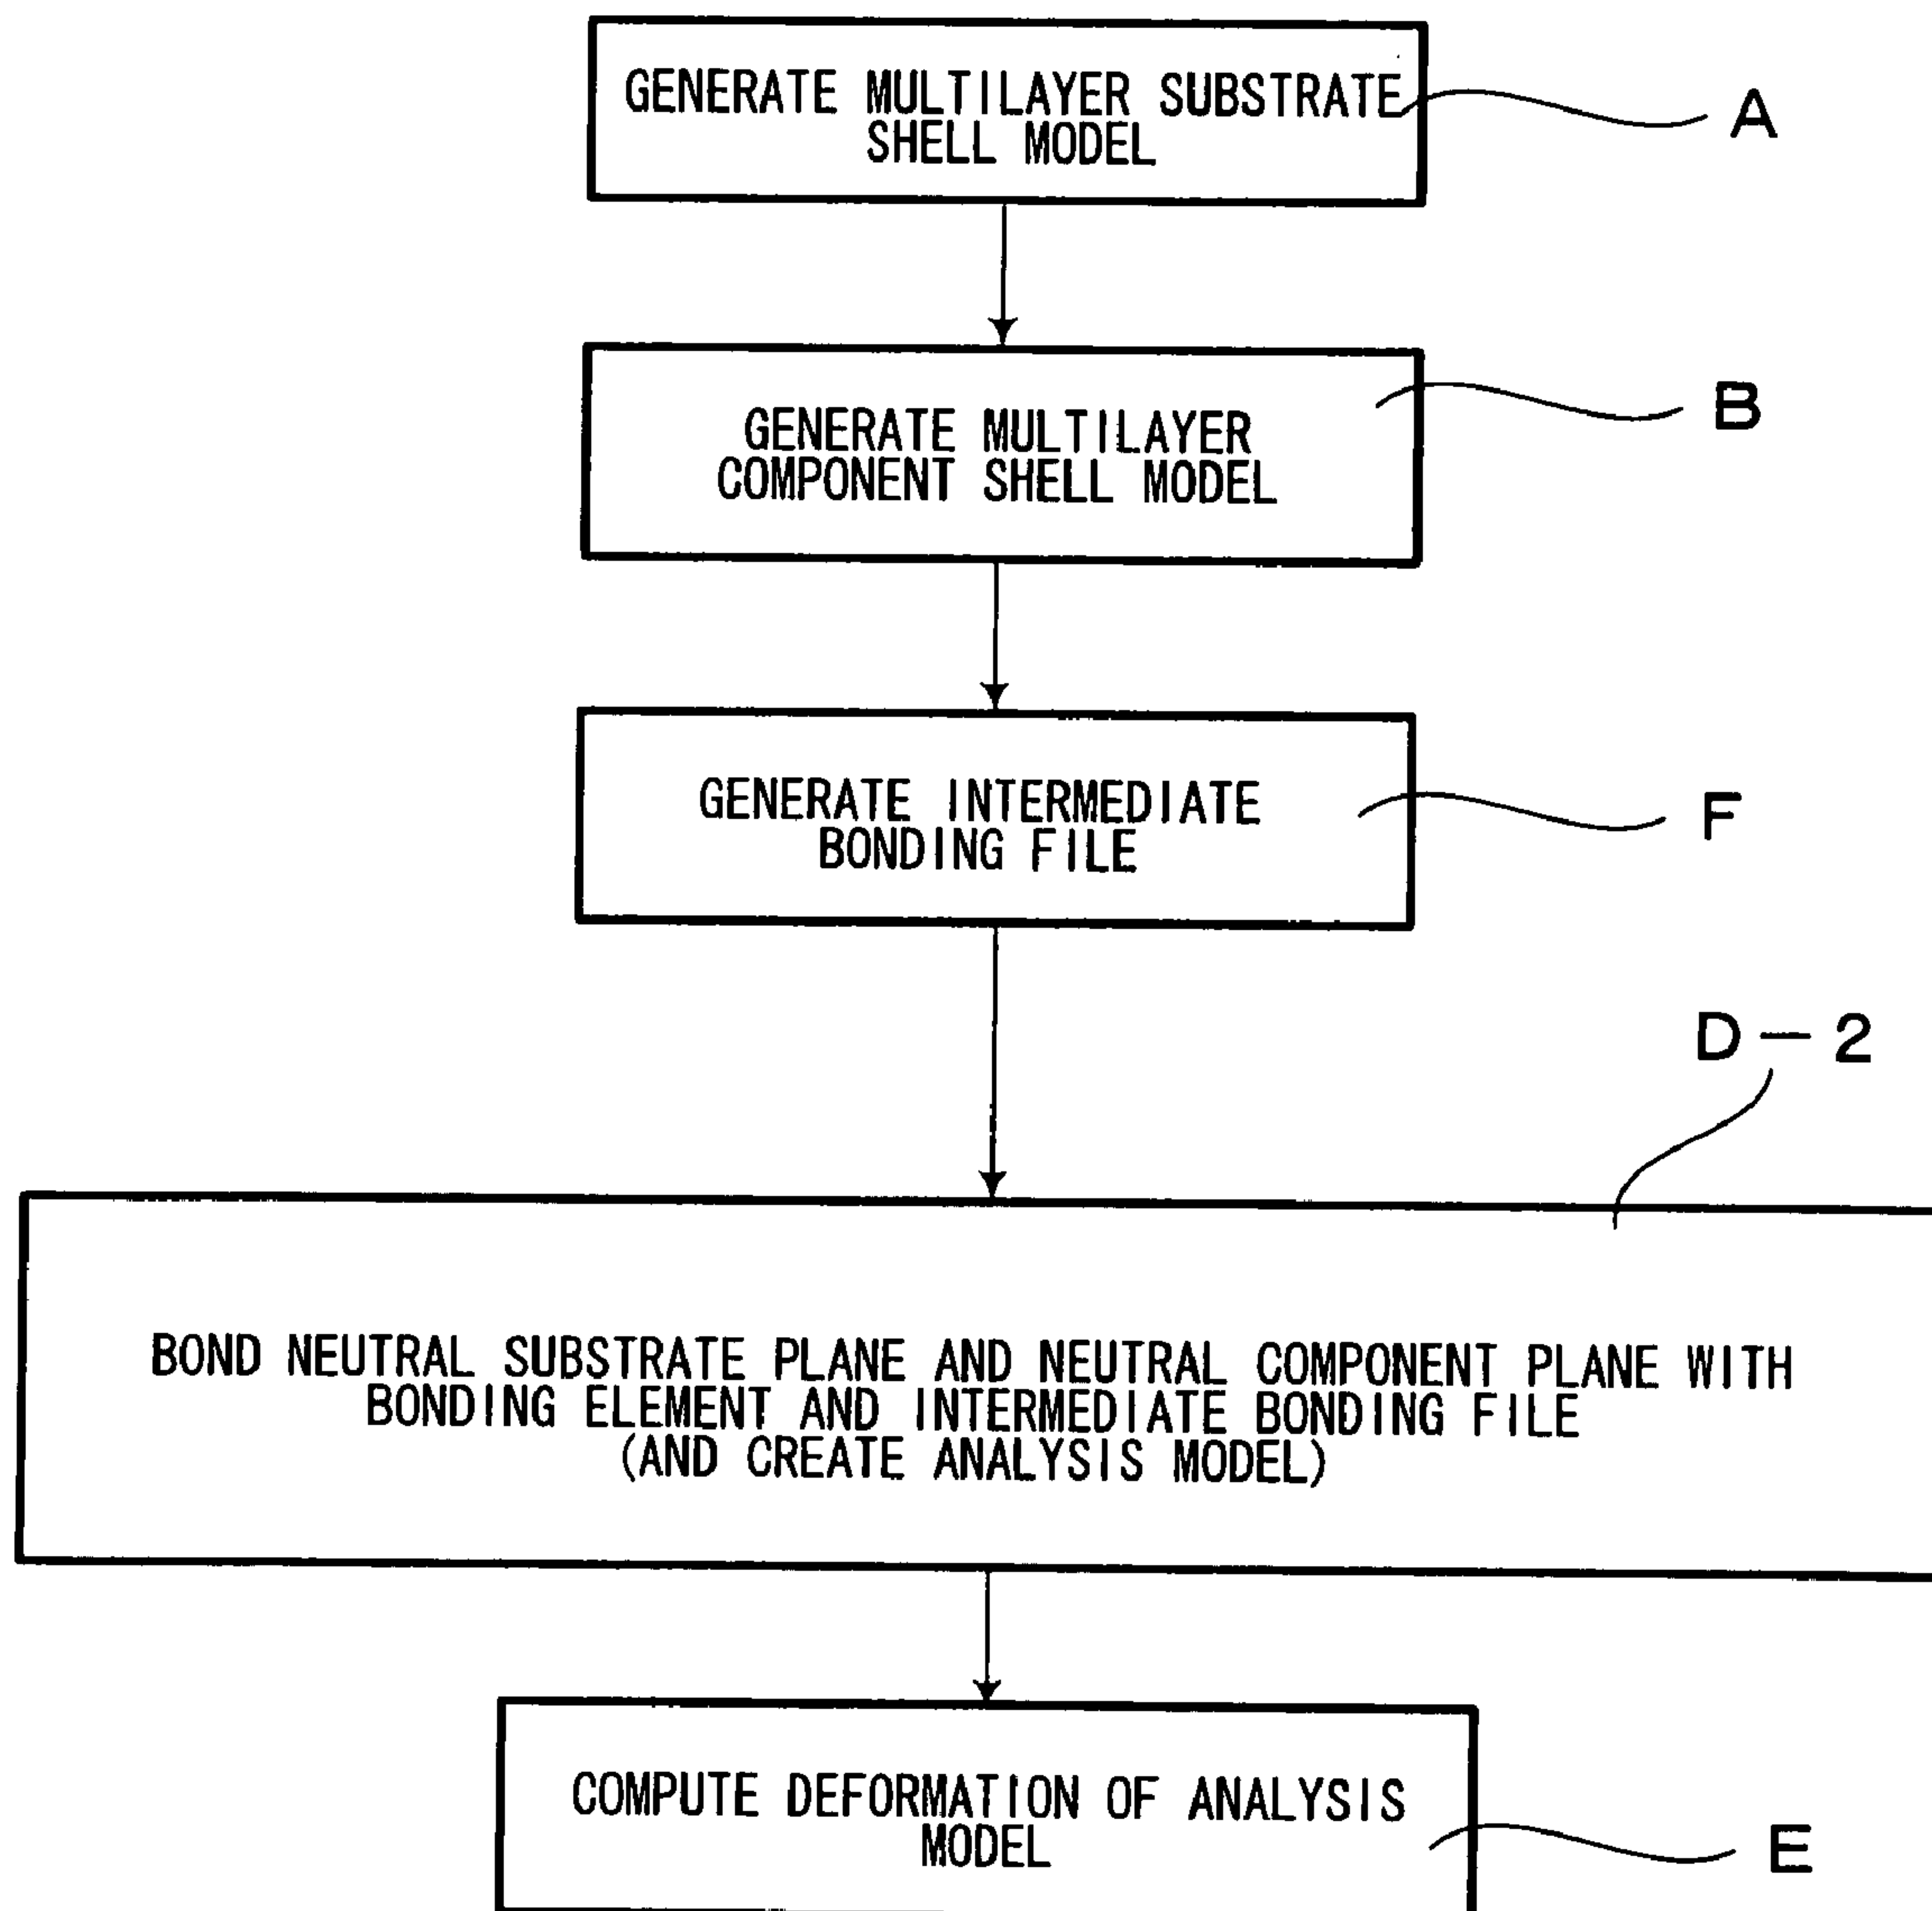 GENERATE MULTILAYER SUBSTRATE
SHELL MODEL
A
GENERATE MULTILAYER
COMPONENT SHELL MODEL
B
GENERATE INTERMEDIATE
BONDING FILE
F
D-2
BOND NEUTRAL SUBSTRATE PLANE AND NEUTRAL COMPONENT PLANE WITH
BONDING ELEMENT AND INTERMEDIATE BONDING FILE
(AND CREATE ANALYSIS MODEL)
COMPUTE DEFORMATION OF ANALYSIS
MODEL
E